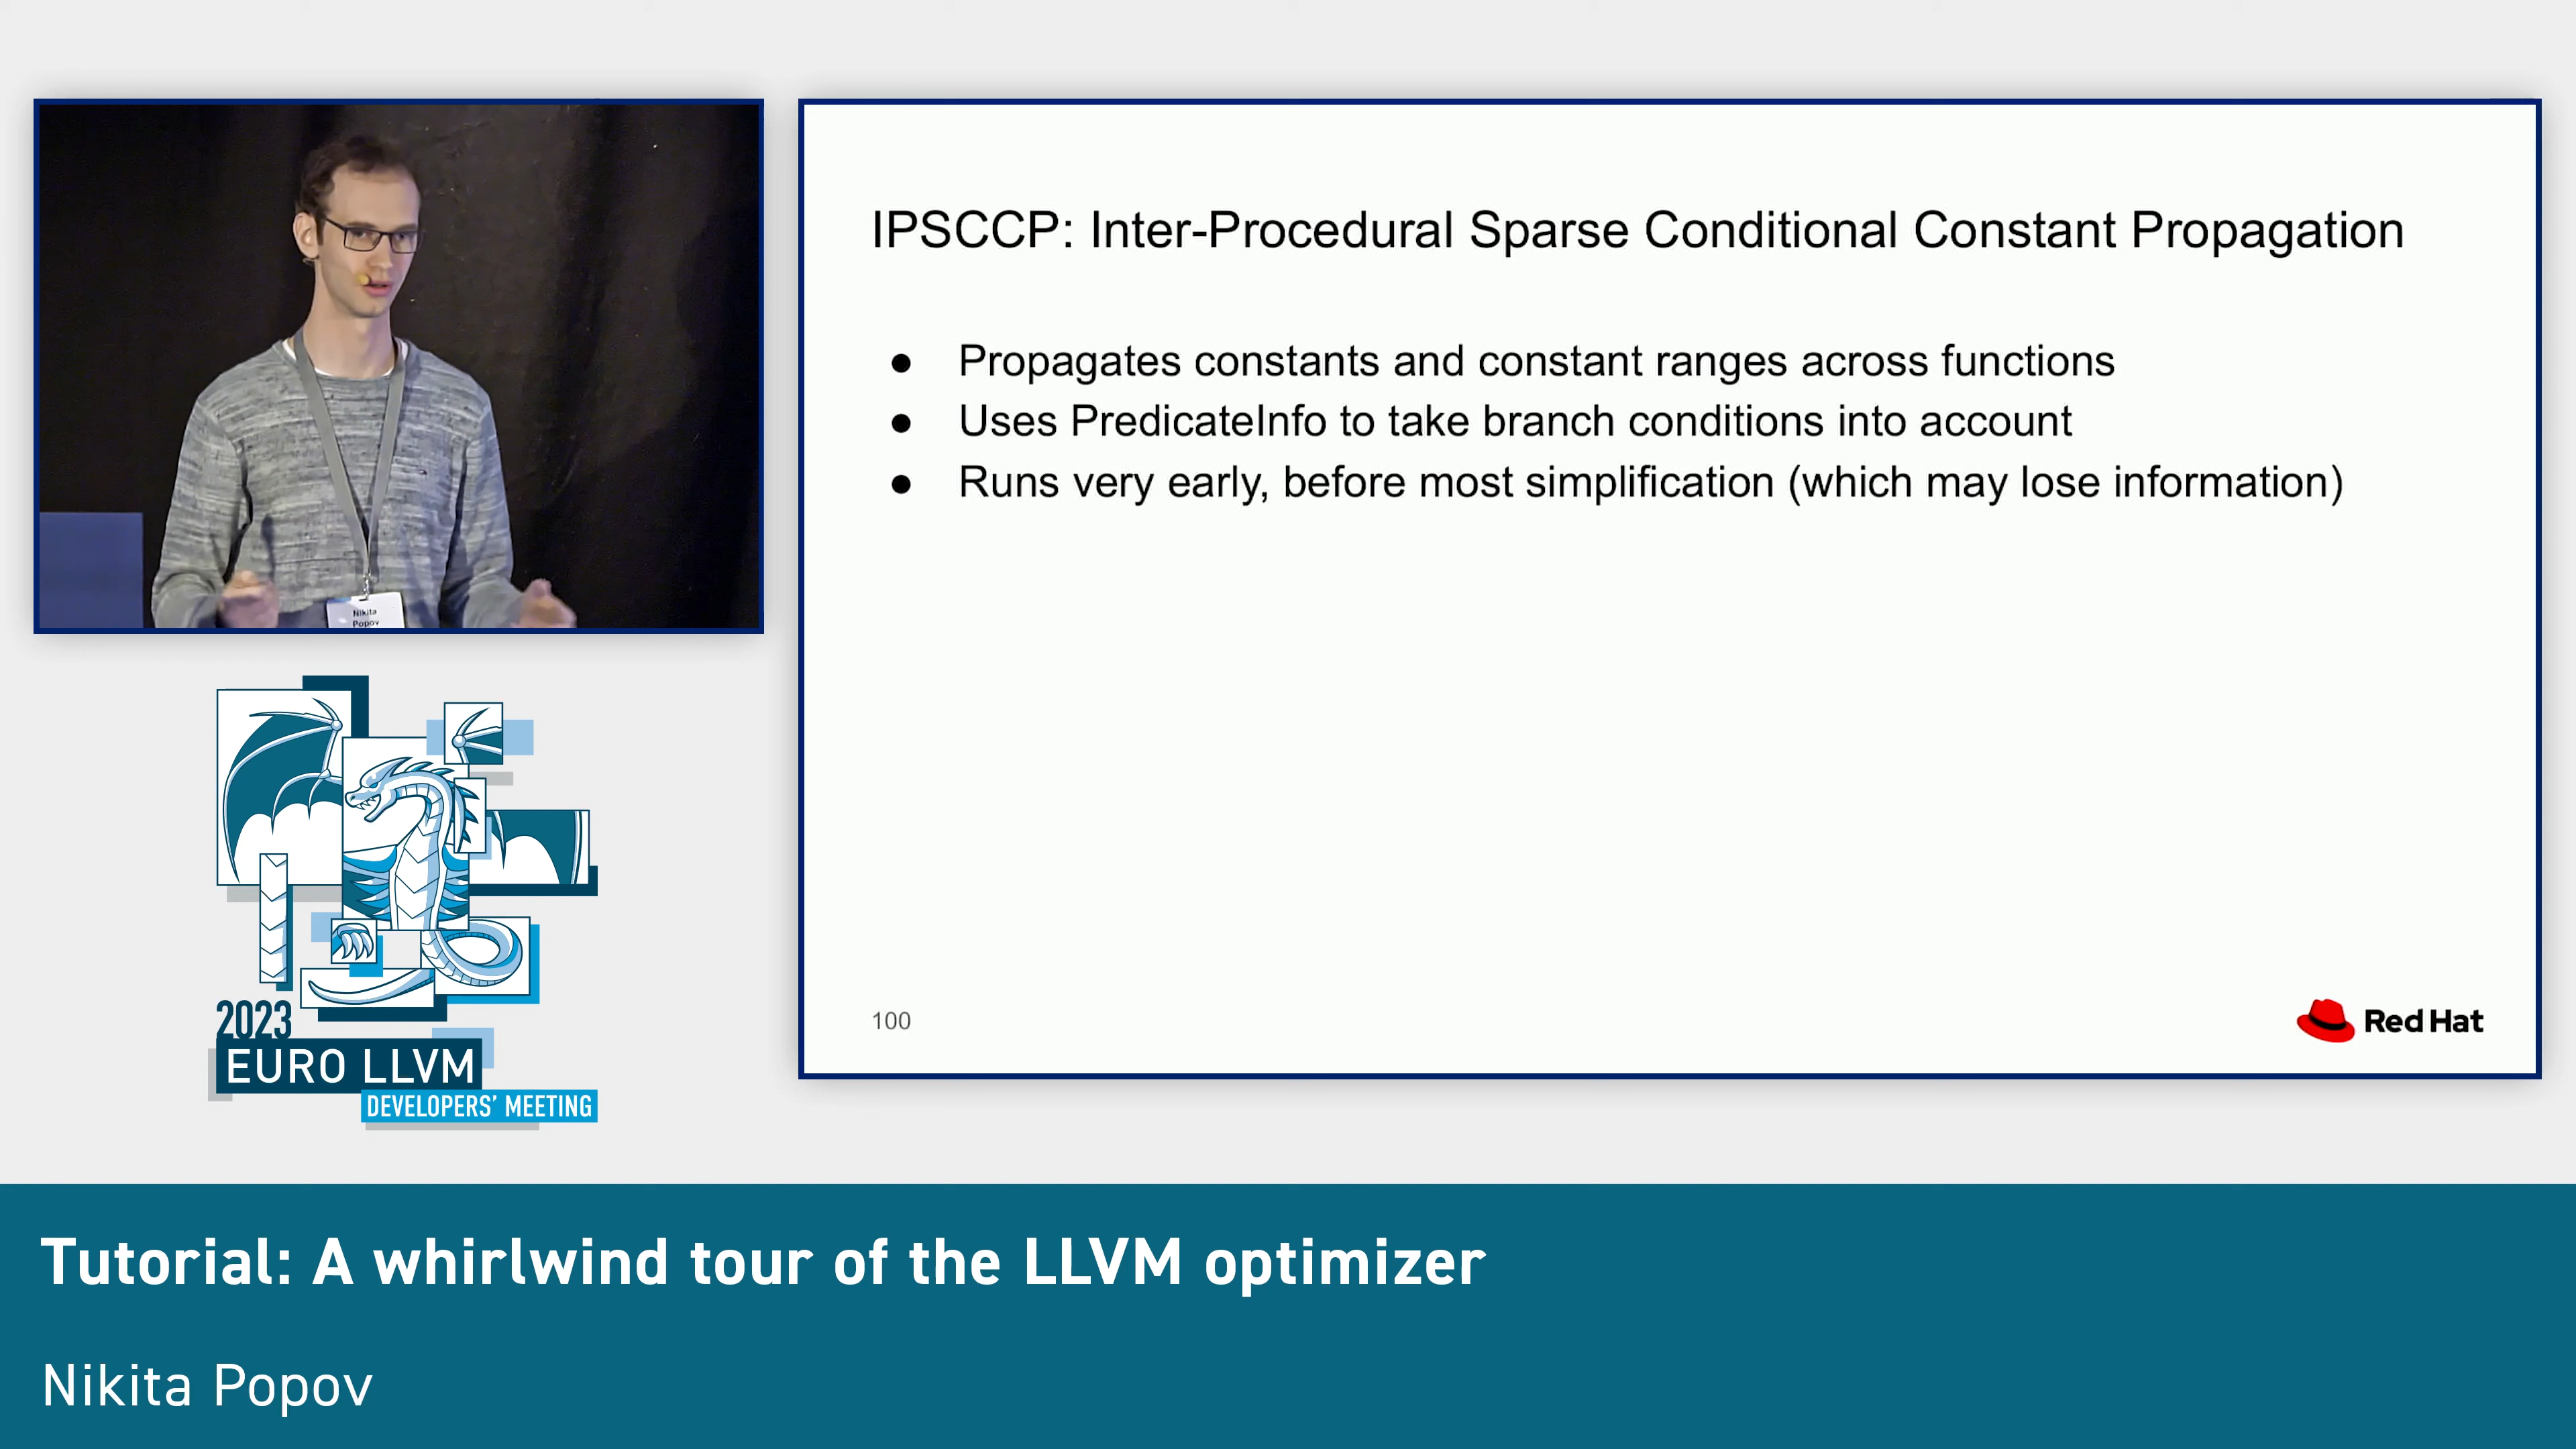 IPSCCP: Inter-Procedural Sparse Conditional Constant Propagation
● Propagates constants and constant ranges across functions
● Uses PredicateInfo to take branch conditions into account
● Runs very early, before most simplification (which may lose information)
100
Red Hat
Nikita
Popov
2023
EURO LLVM
DEVELOPERS' MEETING
Tutorial: A whirlwind tour of the LLVM optimizer
Nikita Popov